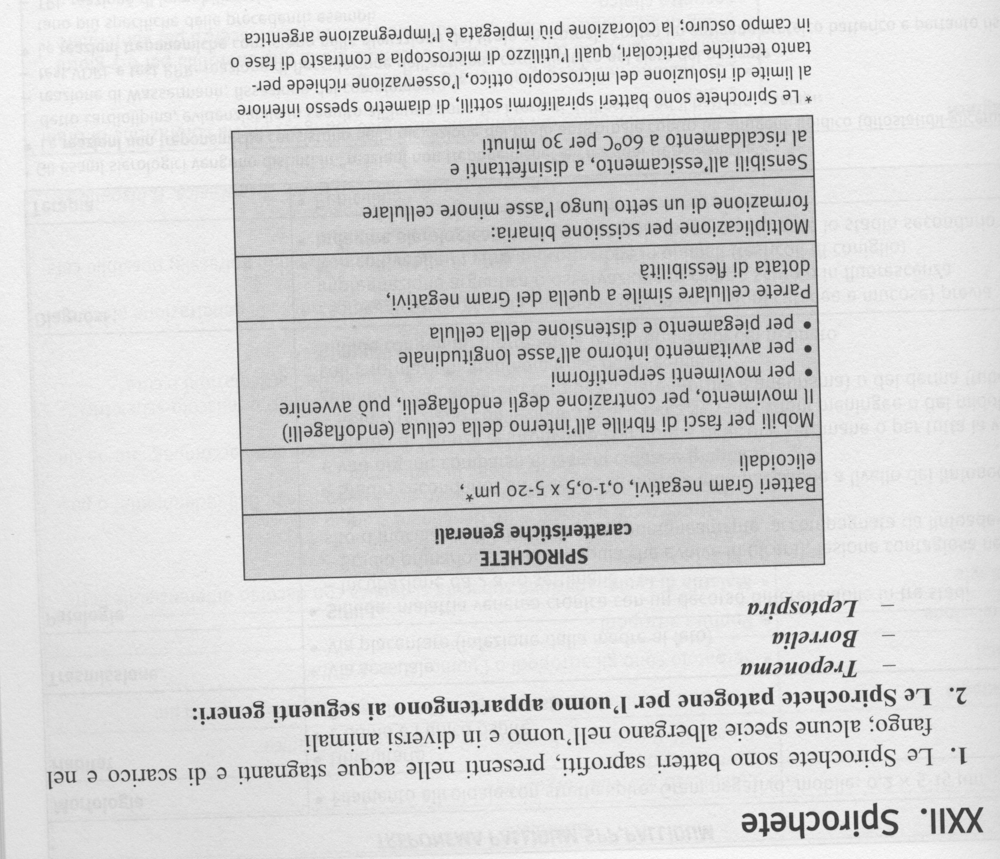 XXII. Spirochete
1. Le Spirochete sono batteri saprofiti, presenti nelle acque stagnanti e di scarico e nel
fango; alcune specie albergano nell'uomo e in diversi animali
2. Le Spirochete patogene per l'uomo appartengono ai seguenti generi:
– Treponema
– Borrelia
– Leptospira
SPIROCHETE
caratteristiche generali
Batteri Gram negativi, 0,1-0,5 x 5-20 µm*,
elicoidali
Mobili per fasci di fibrille all'interno della cellula (endoflagelli)
Il movimento, per contrazione degli endoflagelli, può avvenire
• per movimenti serpentiformi
• per avvitamento intorno all'asse longitudinale
• per piegamento e distensione della cellula
Parete cellulare simile a quella dei Gram negativi,
dotata di flessibilità
Moltiplicazione per scissione binaria:
formazione di un setto lungo l'asse minore cellulare
Sensibili all'essicamento, a disinfettanti e
al riscaldamento a 60°C per 30 minuti
* Le Spirochete sono batteri spiraliformi sottili, di diametro spesso inferiore
al limite di risoluzione del microscopio ottico, l'osservazione richiede per-
tanto tecniche particolari, quali l'utilizzo di microscopia a contrasto di fase o
in campo oscuro; la colorazione più impiegata è l'impregnazione argentica